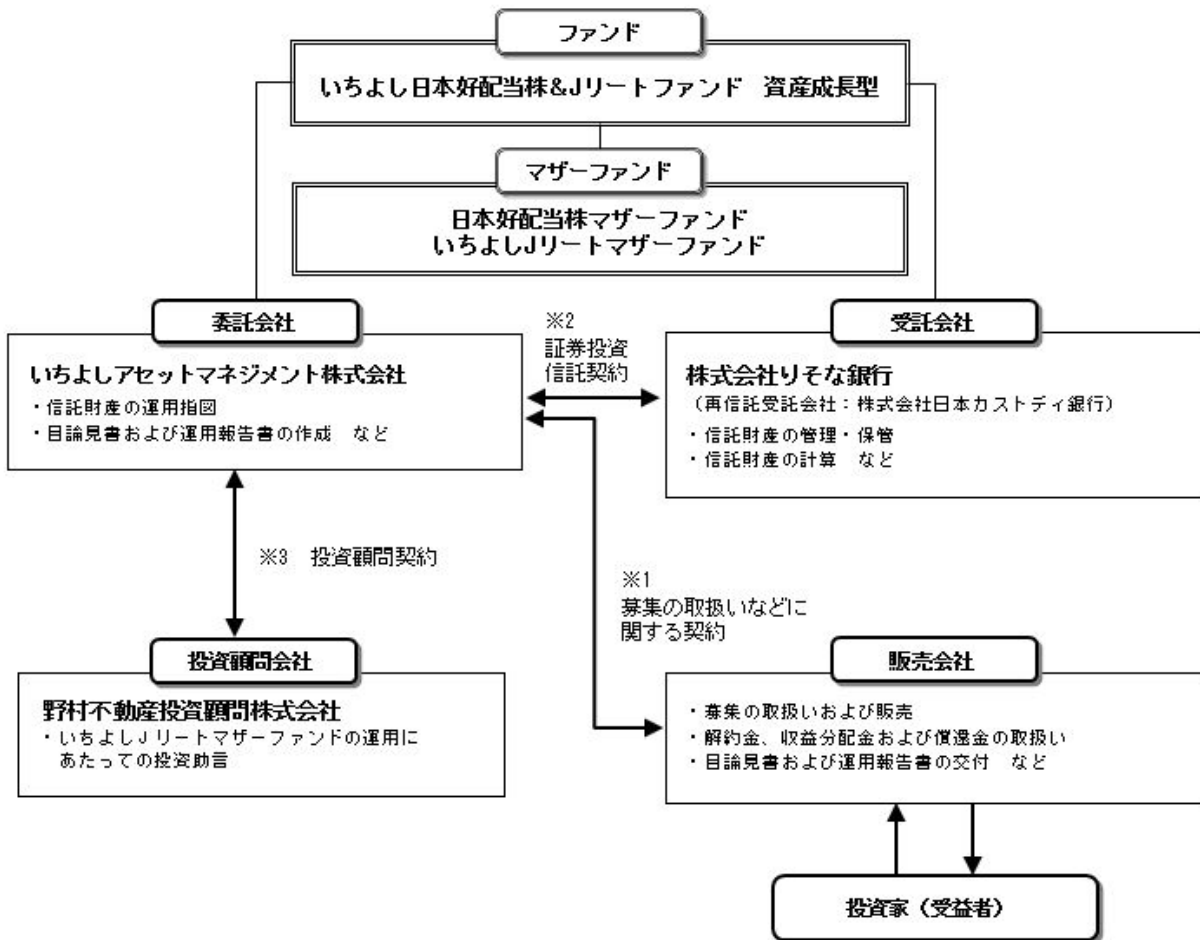 ファンド
いちよし日本好配当株&Jリートファンド　資産成長型
マザーファンド
日本好配当株マザーファンド
いちよしJリートマザーファンド
委託会社
いちよしアセットマネジメント株式会社
・信託財産の運用指図
・目論見書および運用報告書の作成　など
※2
証券投資
信託契約
受託会社
株式会社りそな銀行
（再信託受託会社：株式会社日本カストディ銀行）
・信託財産の管理・保管
・信託財産の計算　など
※3　投資顧問契約
※1
募集の取扱いなどに
関する契約
投資顧問会社
野村不動産投資顧問株式会社
・いちよしＪリートマザーファンドの運用に
あたっての投資助言
販売会社
・募集の取扱いおよび販売
・解約金、収益分配金および償還金の取扱い
・目論見書および運用報告書の交付　など
投資家（受益者）